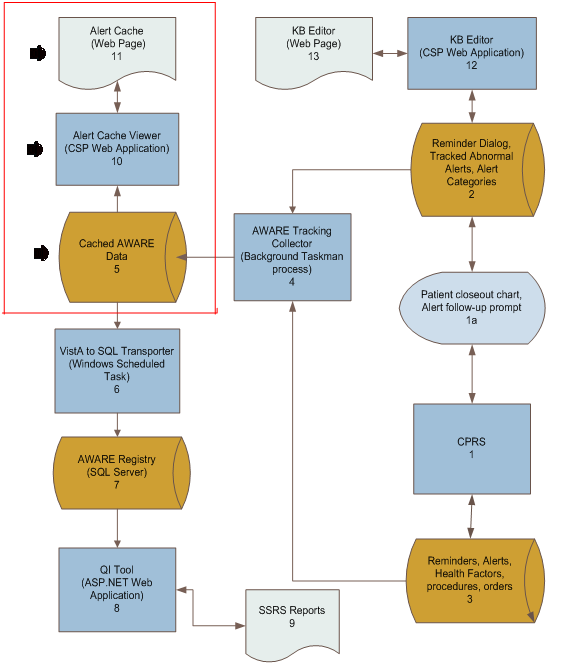 Alert Cache
(Web Page)
11
KB Editor
(Web Page)
13
KB Editor
(CSP Web Application)
12
Alert Cache Viewer
(CSP Web Application)
10
Reminder Dialog,
Tracked Abnormal
Alerts, Alert
Categories
2
Cached AWARE
Data
5
AWARE Tracking
Collector
(Background Taskman
process)
4
Patient closeout chart,
Alert follow-up prompt
1a
VistA to SQL Transporter
(Windows Scheduled
Task)
6
CPRS
1
AWARE Registry
(SQL Server)
7
QI Tool
(ASP.NET Web
Application)
8
Reminders, Alerts,
Health Factors,
procedures, orders
3
SSRS Reports
9